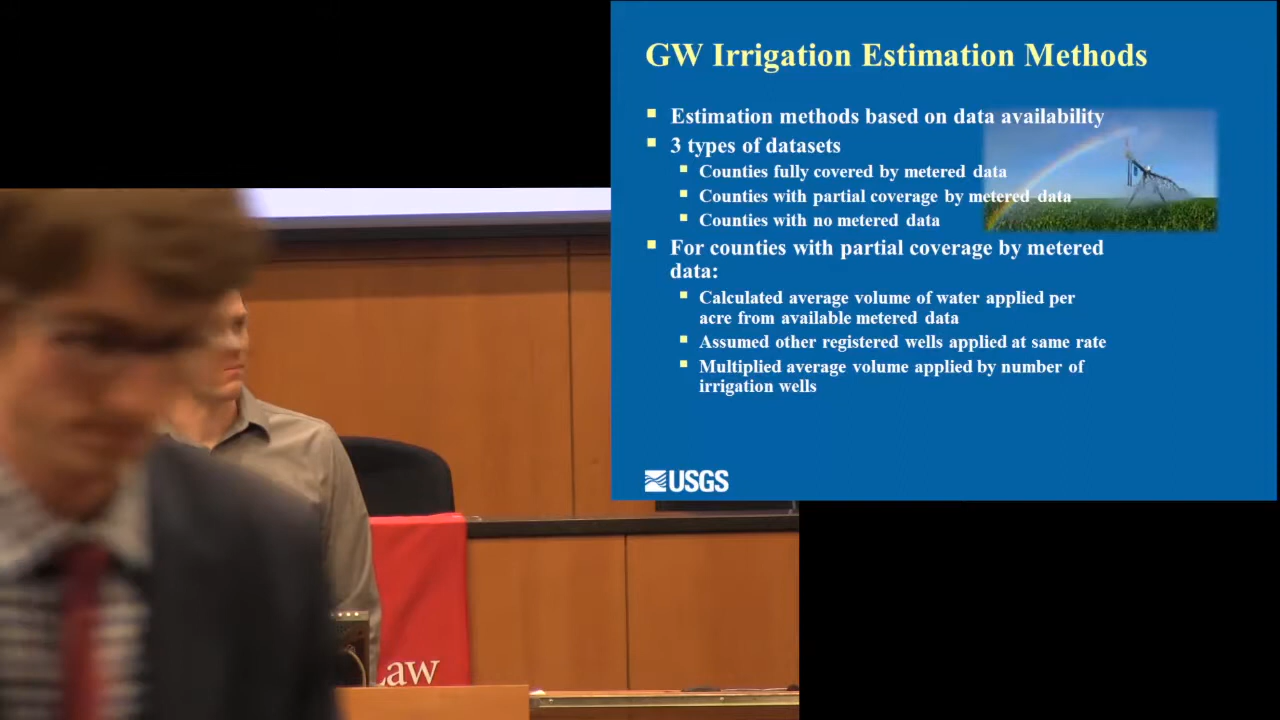 GW Irrigation Estimation Methods
Estimation methods based on data availability
3 types of datasets
Counties fully covered by metered data
Counties with partial coverage by metered data
Counties with no metered data
For counties with partial coverage by metered
data:
Calculated average volume of water applied per
acre from available metered data
Assumed other registered wells applied at same rate
Multiplied average volume applied by number of
irrigation wells
USGS
Law